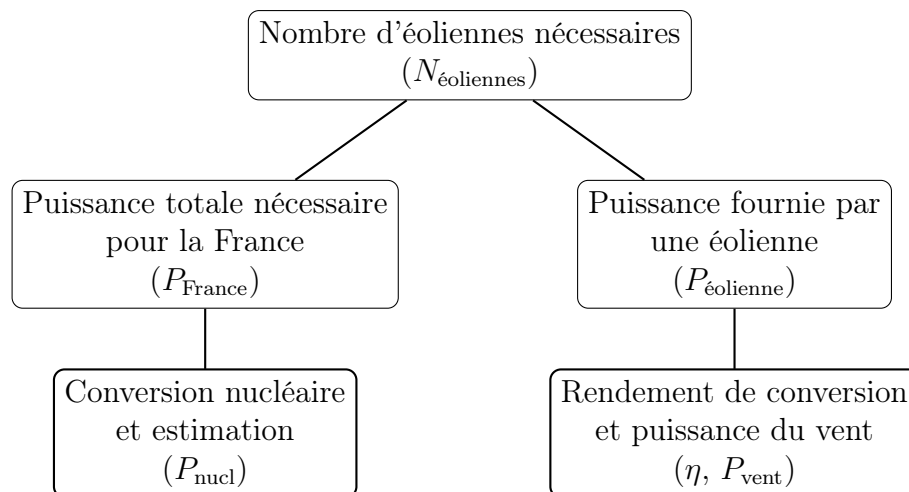 Nombre d'éoliennes nécessaires
(N_éoliennes)
Puissance totale nécessaire
pour la France
(P_France)
Puissance fournie par
une éolienne
(P_éolienne)
Conversion nucléaire
et estimation
(P_nucl)
Rendement de conversion
et puissance du vent
(η, P_vent)